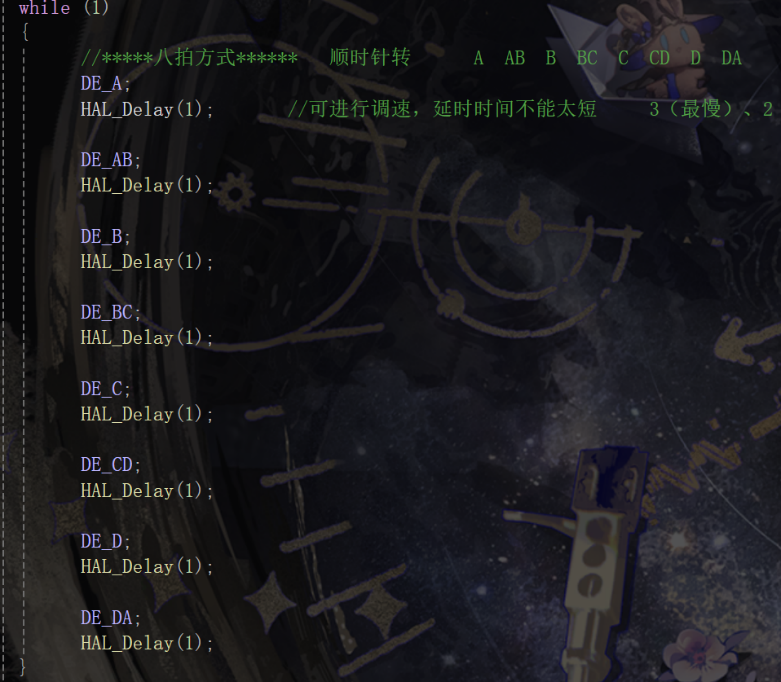 while (1)
{
//*****八拍方式****** 顺时针转 A AB B BC C CD D DA
DE_A;
HAL_Delay(1); //可进行调速，延时时间不能太短 3（最慢）、2
DE_AB;
HAL_Delay(1);
DE_B;
HAL_Delay(1);
DE_BC;
HAL_Delay(1);
DE_C;
HAL_Delay(1);
DE_CD;
HAL_Delay(1);
DE_D;
HAL_Delay(1);
DE_DA;
HAL_Delay(1);
}